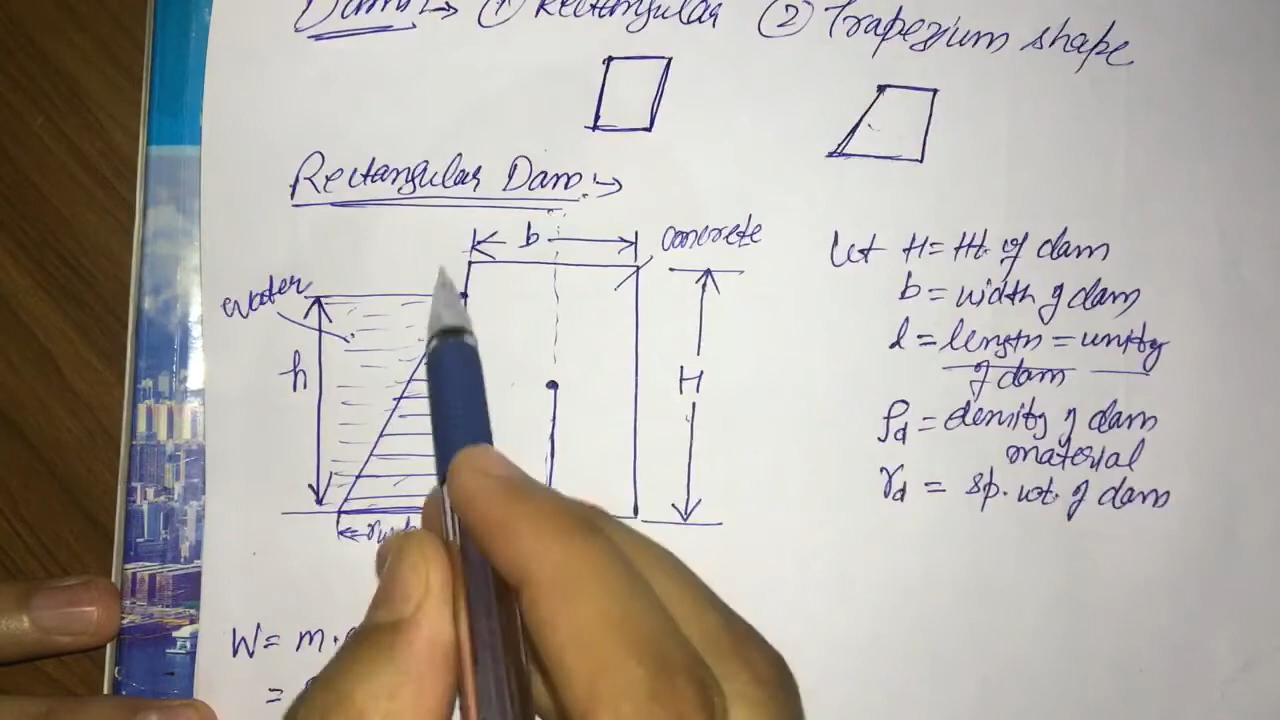 Dam → ① Rectangular ② Trapezium shape
Rectangular Dam →
b
concrete
water
h
H
let H = Ht. of dam
b = width of dam
l = length = unity
of dam
ρd = density of dam
material
γd = sp. wt. of dam
W = m.
=